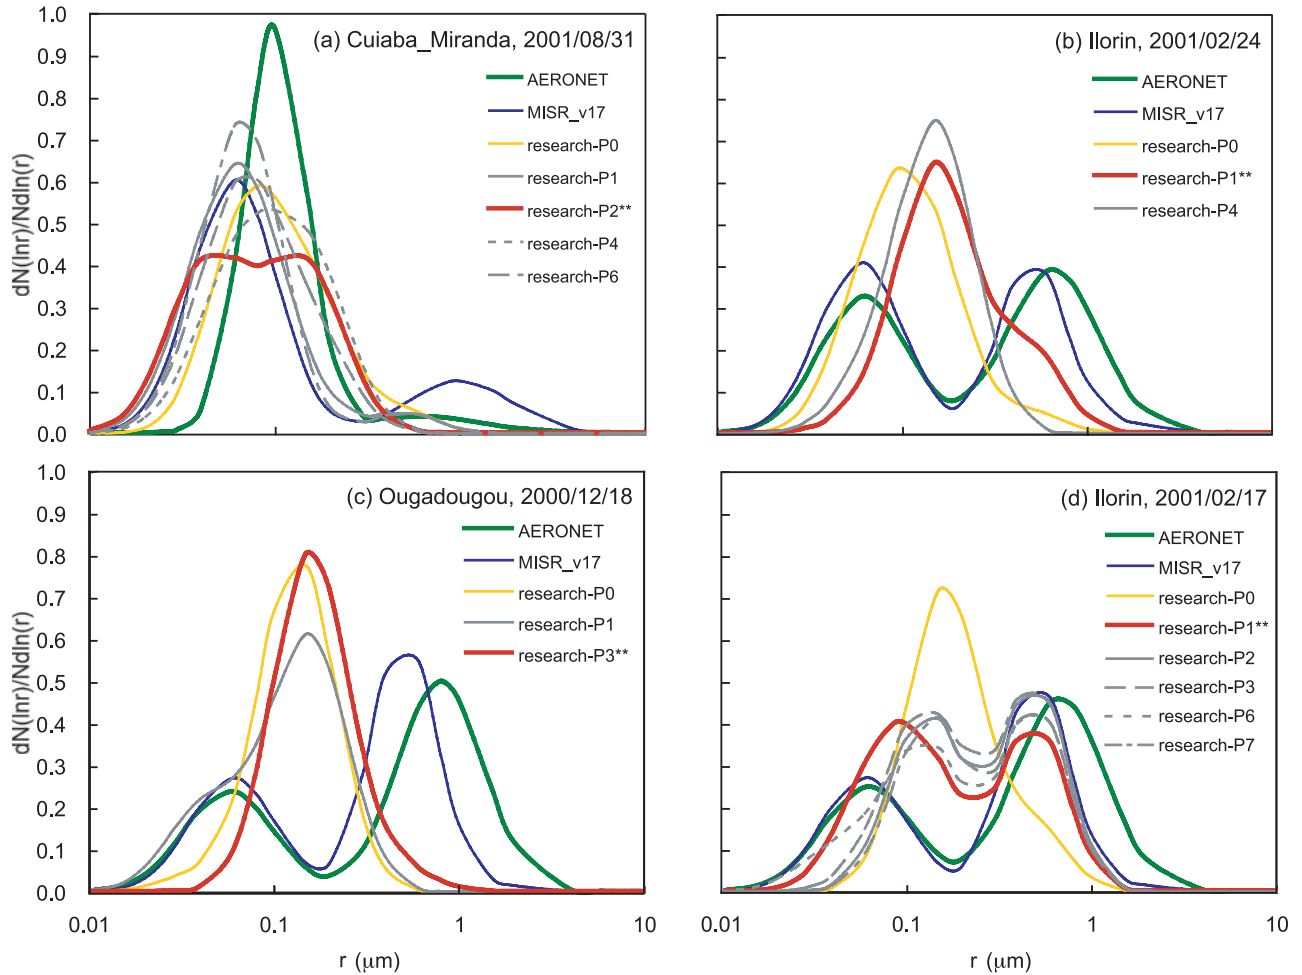 1.0
0.9
0.8
0.7
0.6
0.5
0.4
0.3
0.2
0.1
0.0
dN(lnr)/Ndln(r)
(a) Cuiaba_Miranda, 2001/08/31
AERONET
MISR_v17
research-P0
research-P1
research-P2**
research-P4
research-P6
(b) Ilorin, 2001/02/24
AERONET
MISR_v17
research-P0
research-P1**
research-P4
1.0
0.9
0.8
0.7
0.6
0.5
0.4
0.3
0.2
0.1
0.0
dN(lnr)/Ndln(r)
(c) Ougadougou, 2000/12/18
AERONET
MISR_v17
research-P0
research-P1
research-P3**
0.01
0.1
1
10
r (μm)
(d) Ilorin, 2001/02/17
AERONET
MISR_v17
research-P0
research-P1**
research-P2
research-P3
research-P6
research-P7
0.01
0.1
1
10
r (μm)